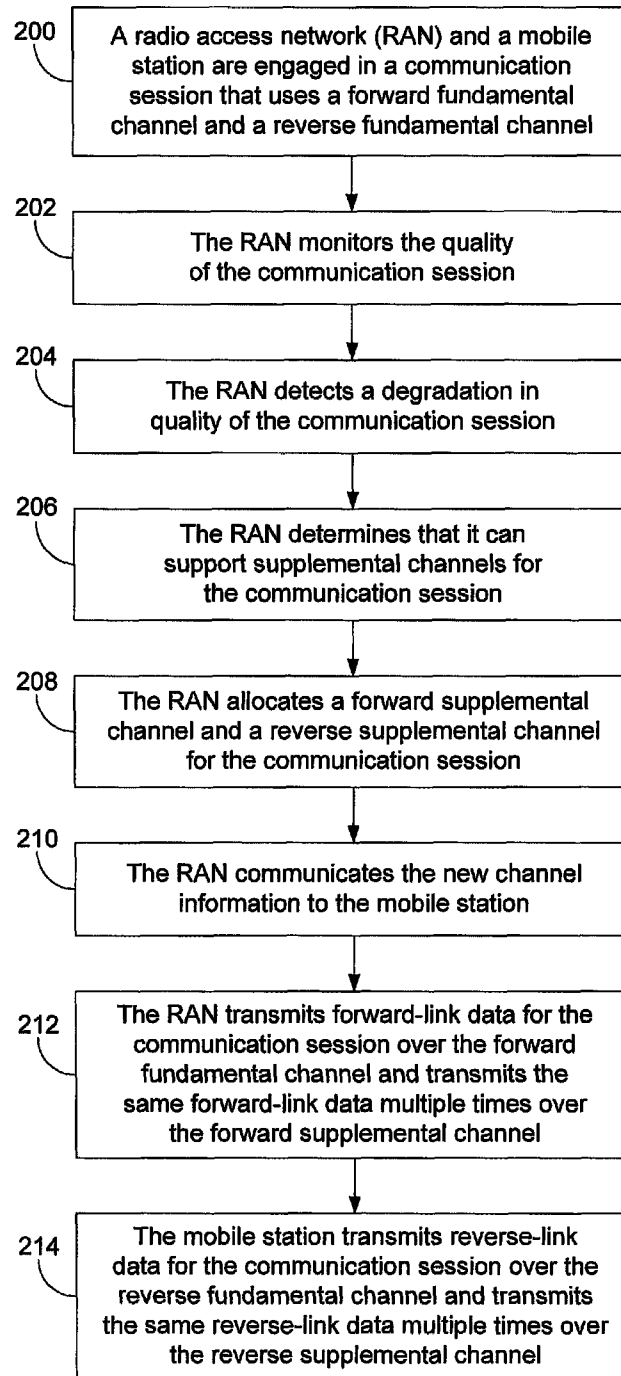 200
A radio access network (RAN) and a mobile
station are engaged in a communication
session that uses a forward fundamental
channel and a reverse fundamental channel
202
The RAN monitors the quality
of the communication session
204
The RAN detects a degradation in
quality of the communication session
206
The RAN determines that it can
support supplemental channels for
the communication session
208
The RAN allocates a forward supplemental
channel and a reverse supplemental channel
for the communication session
210
The RAN communicates the new channel
information to the mobile station
212
The RAN transmits forward-link data for the
communication session over the forward
fundamental channel and transmits the
same forward-link data multiple times over
the forward supplemental channel
214
The mobile station transmits reverse-link
data for the communication session over the
reverse fundamental channel and transmits
the same reverse-link data multiple times over
the reverse supplemental channel